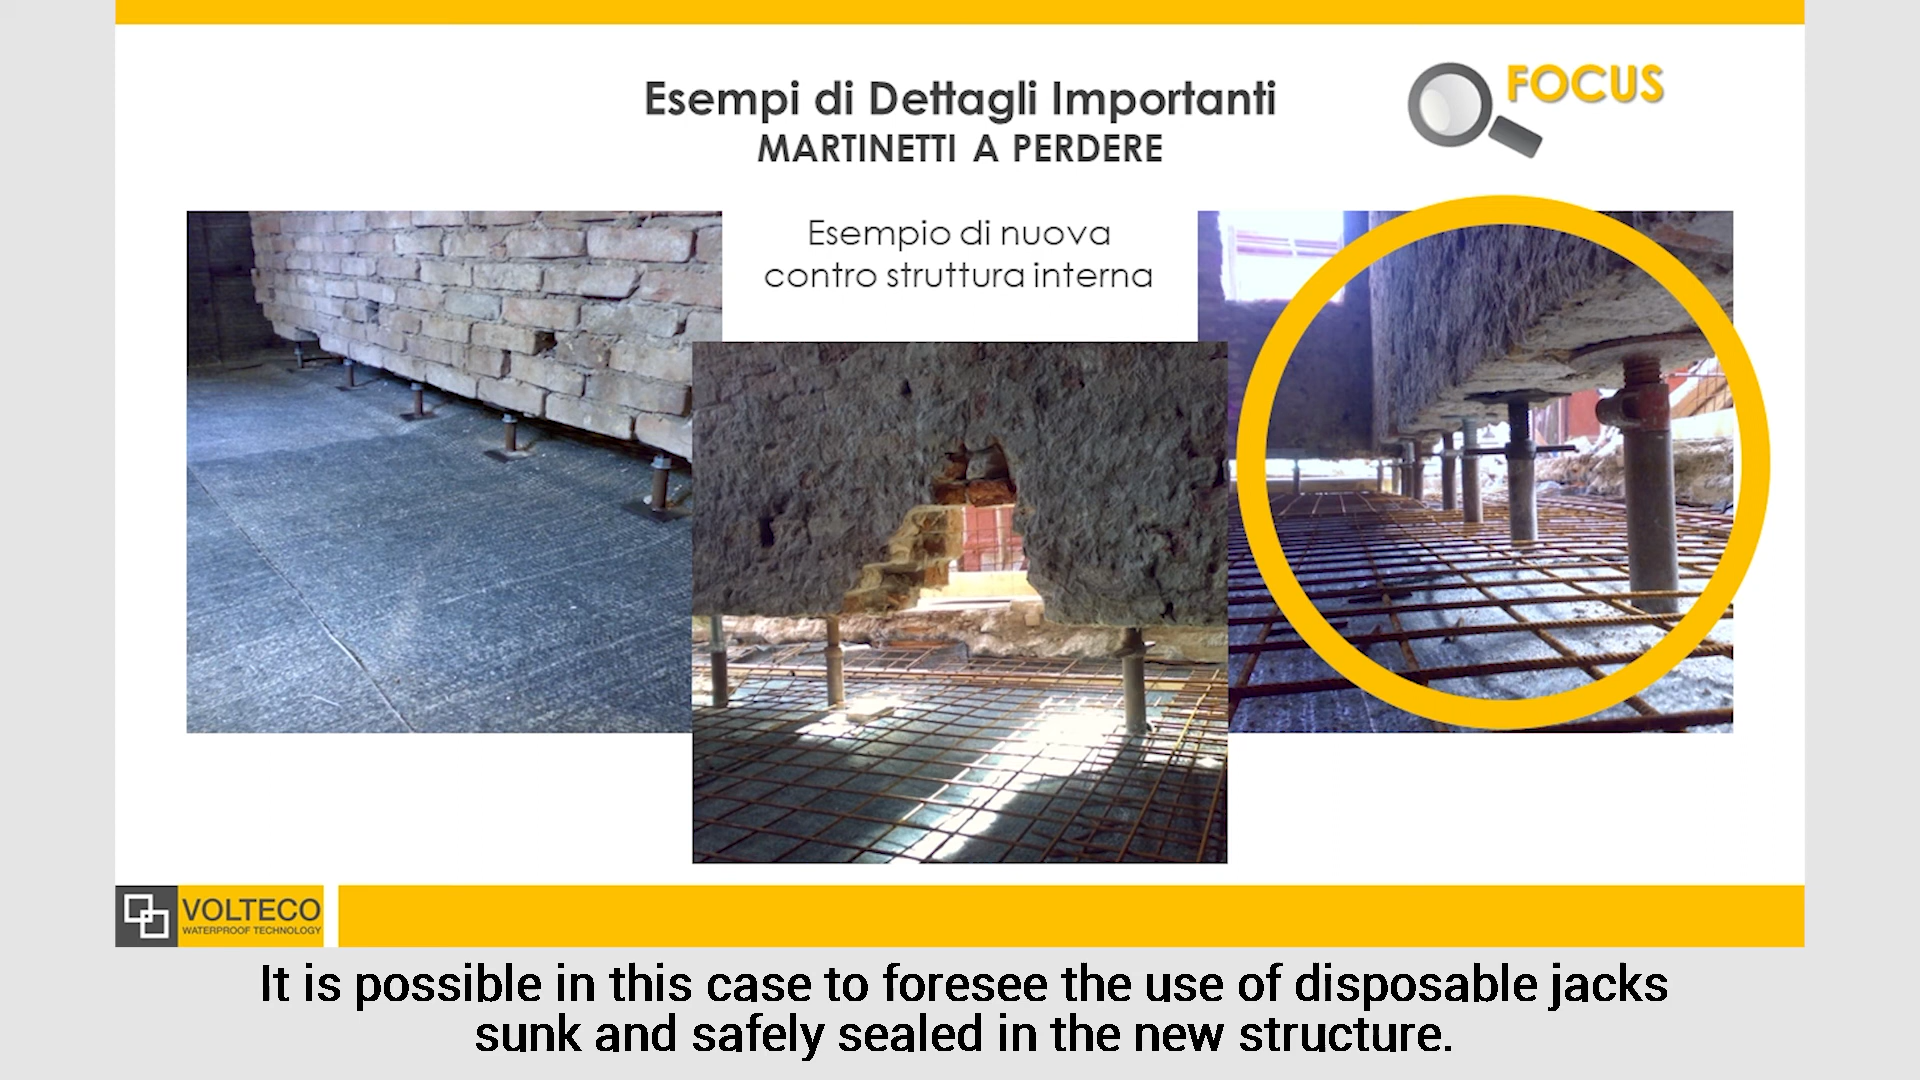 Esempi di Dettagli Importanti
MARTINETTI A PERDERE
FOCUS
Esempio di nuova
contro struttura interna
VOLTECO
WATERPROOF TECHNOLOGY
It is possible in this case to foresee the use of disposable jacks
sunk and safely sealed in the new structure.